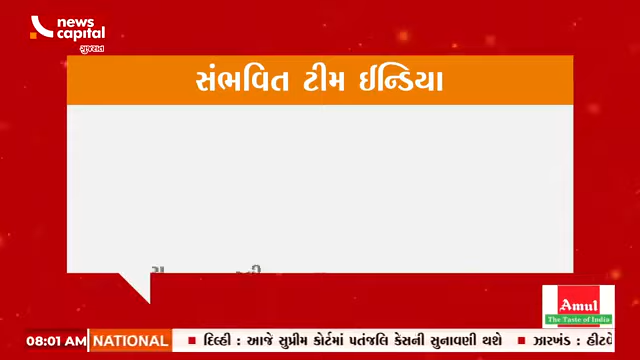 news
capital
ગુજરાત
સંભવિત ટીમ ઈન્ડિયા
Amul
The Taste of India
08:01 AM NATIONAL ■ દિલ્હી : આજે સુપ્રીમ કોર્ટમાં પતંજલિ કેસની સુનાવણી થશે ■ ઝારખંડ : હીટવે